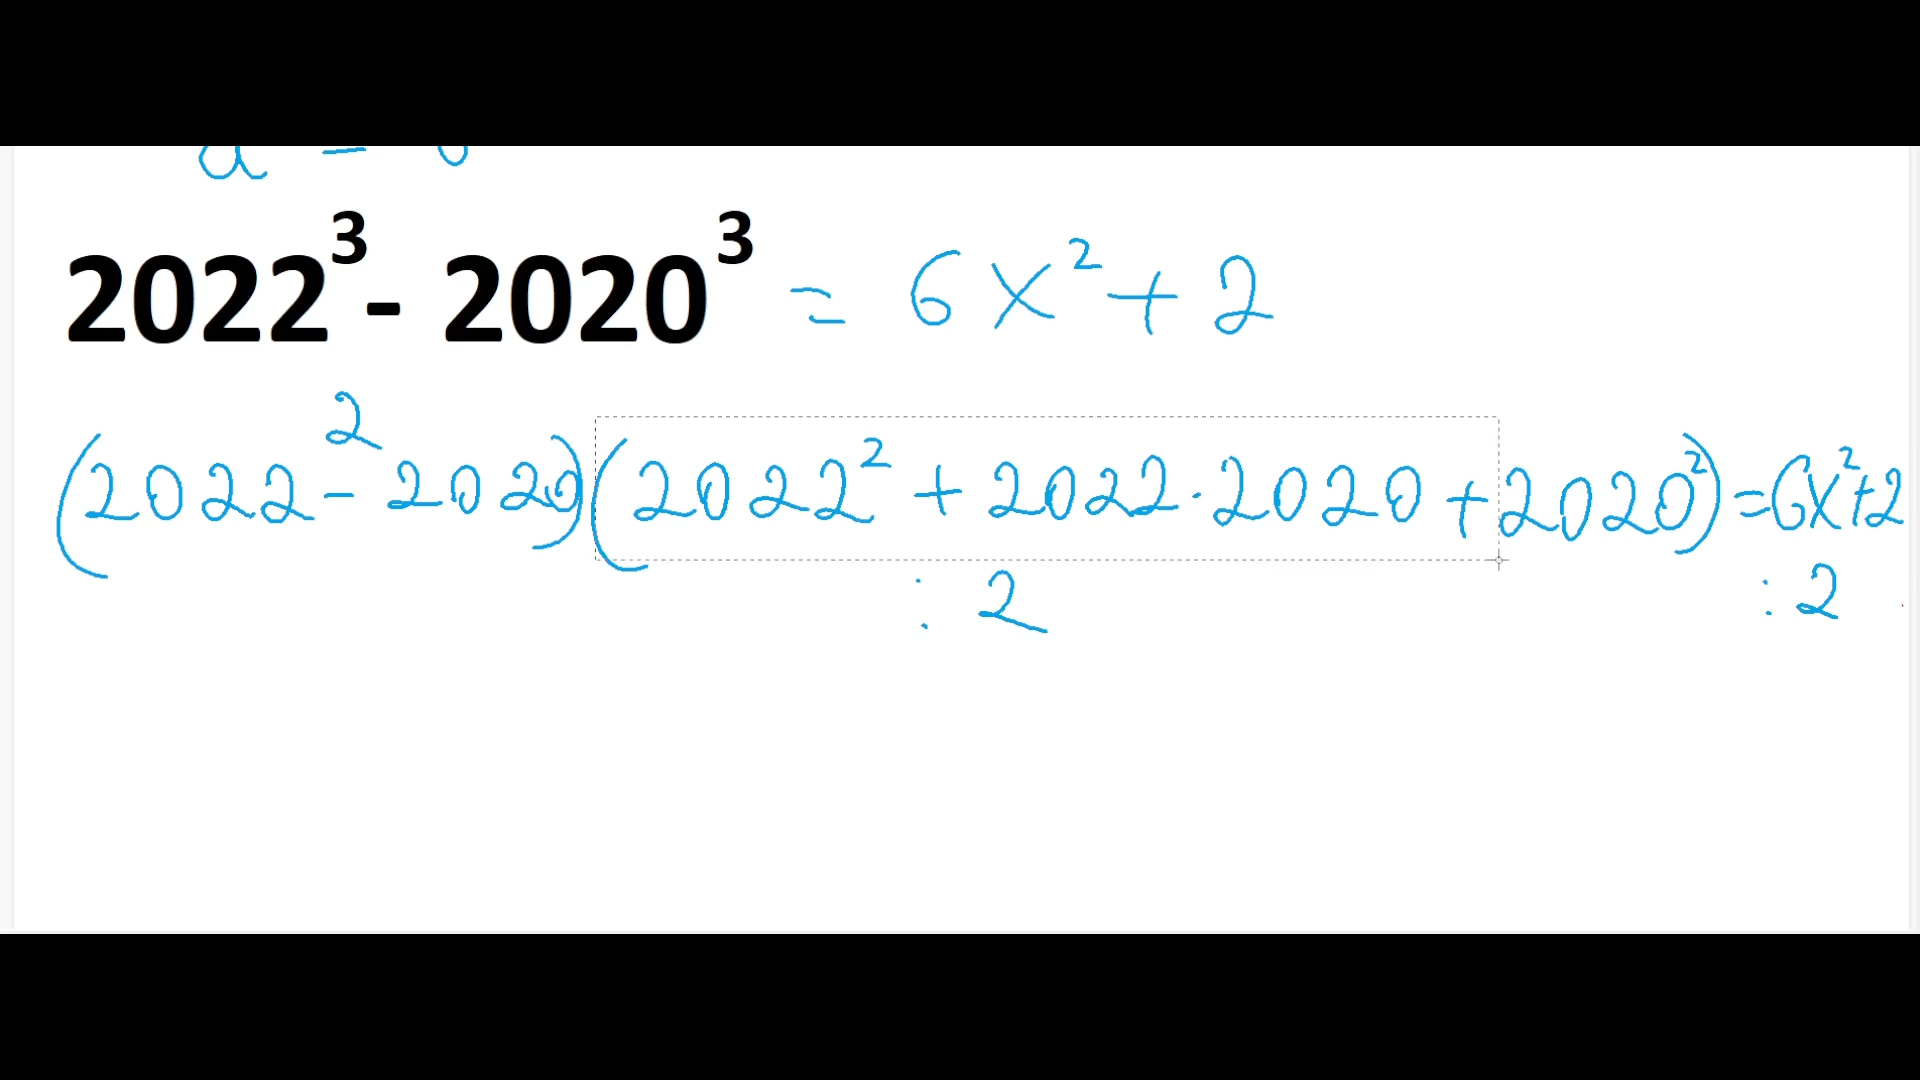 2022³ - 2020³ = 6x² + 2
2
(2022 - 2020)(2022² + 2022·2020 + 2020²) = 6x² + 2
: 2 : 2